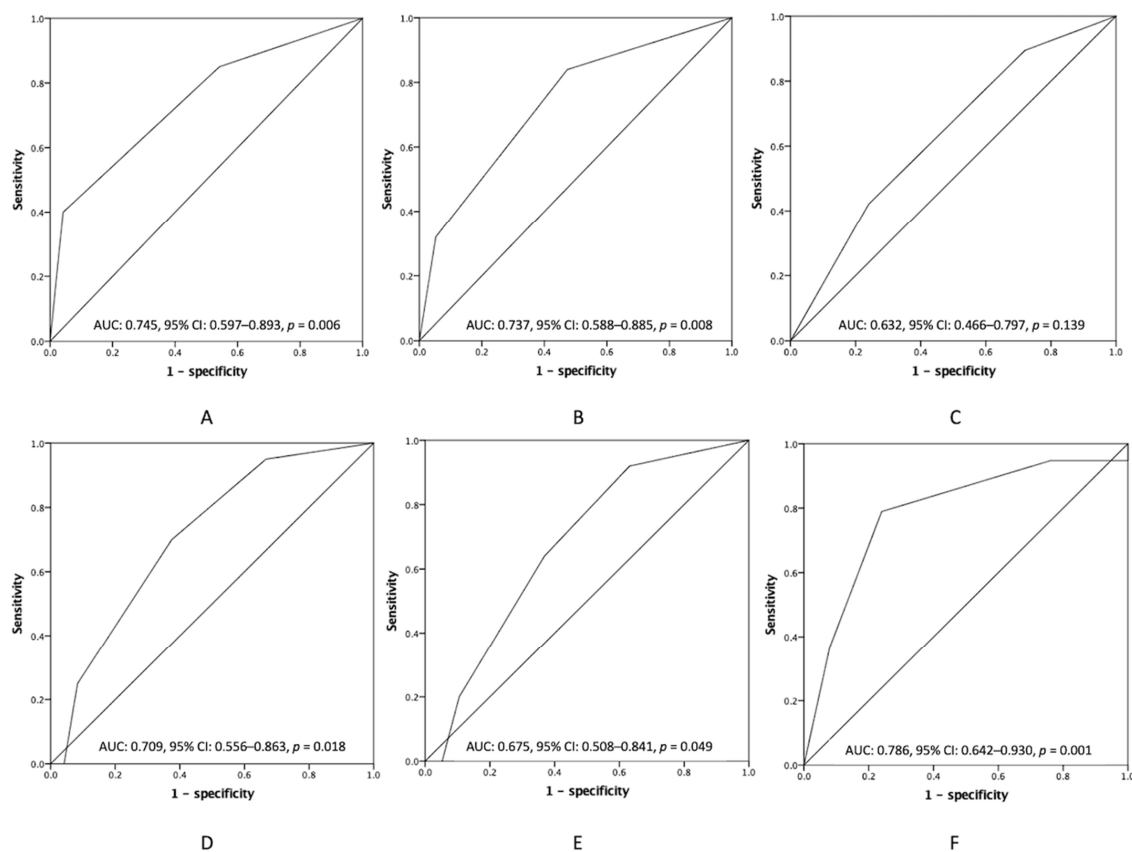 1.0
0.8
0.6
0.4
0.2
0.0
Sensitivity
AUC: 0.745, 95% CI: 0.597–0.893, p = 0.006
0.0 0.2 0.4 0.6 0.8 1.0
1 – specificity
A
1.0
0.8
0.6
0.4
0.2
0.0
Sensitivity
AUC: 0.737, 95% CI: 0.588–0.885, p = 0.008
0.0 0.2 0.4 0.6 0.8 1.0
1 – specificity
B
1.0
0.8
0.6
0.4
0.2
0.0
Sensitivity
AUC: 0.632, 95% CI: 0.466–0.797, p = 0.139
0.0 0.2 0.4 0.6 0.8 1.0
1 – specificity
C
1.0
0.8
0.6
0.4
0.2
0.0
Sensitivity
AUC: 0.709, 95% CI: 0.556–0.863, p = 0.018
0.0 0.2 0.4 0.6 0.8 1.0
1 – specificity
D
1.0
0.8
0.6
0.4
0.2
0.0
Sensitivity
AUC: 0.675, 95% CI: 0.508–0.841, p = 0.049
0.0 0.2 0.4 0.6 0.8 1.0
1 – specificity
E
1.0
0.8
0.6
0.4
0.2
0.0
Sensitivity
AUC: 0.786, 95% CI: 0.642–0.930, p = 0.001
0.0 0.2 0.4 0.6 0.8 1.0
1 – specificity
F